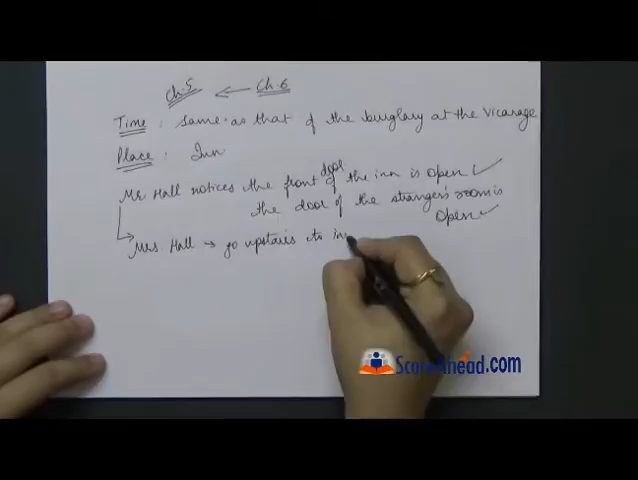 Ch.5 ← Ch.6
Time : same as that of the burglary at the Vicarage
Place : Inn
Mr Hall notices the front door of the inn is open ✓
the door of the stranger's room is
open ✓
Mrs. Hall → go upstairs to in
ScoreAhead.com